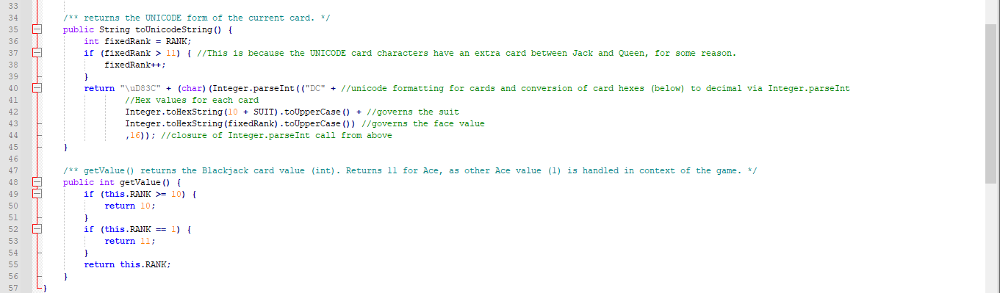 33
34 /** returns the UNICODE form of the current card. */
35 public String toUnicodeString() {
36 int fixedRank = RANK;
37 if (fixedRank > 11) { //This is because the UNICODE card characters have an extra card between Jack and Queen, for some reason.
38 fixedRank++;
39 }
40 return "\uD83C" + (char)(Integer.parseInt(("DC" + //unicode formatting for cards and conversion of card hexes (below) to decimal via Integer.parseInt
41 //Hex values for each card
42 Integer.toHexString(10 + SUIT).toUpperCase() + //governs the suit
43 Integer.toHexString(fixedRank).toUpperCase()) //governs the face value
44 ,16)); //closure of Integer.parseInt call from above
45 }
46
47 /** getValue() returns the Blackjack card value (int). Returns 11 for Ace, as other Ace value (1) is handled in context of the game. */
48 public int getValue() {
49 if (this.RANK >= 10) {
50 return 10;
51 }
52 if (this.RANK == 1) {
53 return 11;
54 }
55 return this.RANK;
56 }
57 }